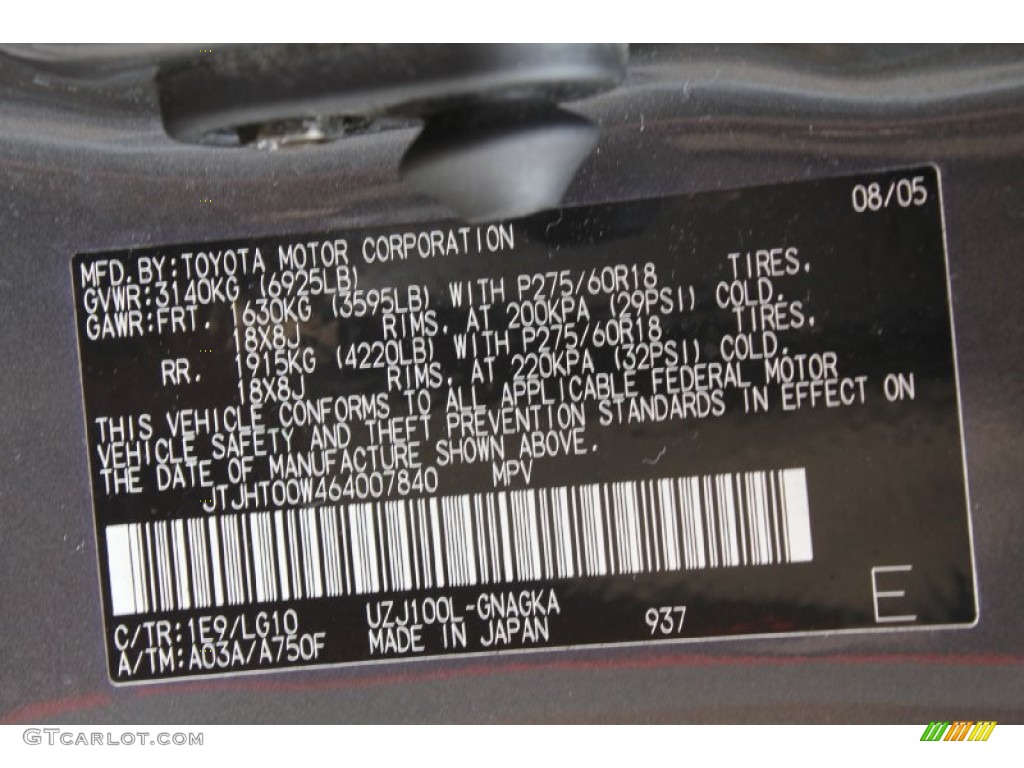 08/05
MFD.BY:TOYOTA MOTOR CORPORATION
GVWR:3140KG (6925LB)
GAWR:FRT. 1630KG (3595LB) WITH P275/60R18 TIRES.
18X8J RIMS. AT 200KPA (29PSI) COLD.
RR. 1915KG (4220LB) WITH P275/60R18 TIRES.
18X8J RIMS. AT 220KPA (32PSI) COLD.
THIS VEHICLE CONFORMS TO ALL APPLICABLE FEDERAL MOTOR
VEHICLE SAFETY AND THEFT PREVENTION STANDARDS IN EFFECT ON
THE DATE OF MANUFACTURE SHOWN ABOVE.
JTJHT00W464007840 MPV
C/TR:1E9/LG10 UZJ100L-GNAGKA
A/TM:A03A/A750F MADE IN JAPAN 937 E
GTCARLOT.COM